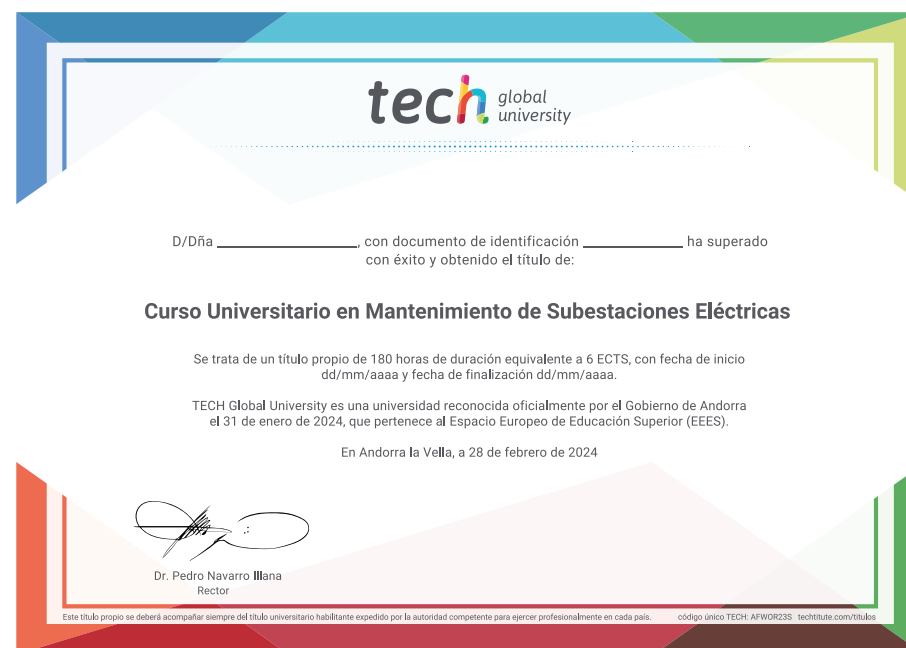 tech global university
D/Dña ____________________, con documento de identificación ______________ ha superado
con éxito y obtenido el título de:
Curso Universitario en Mantenimiento de Subestaciones Eléctricas
Se trata de un título propio de 180 horas de duración equivalente a 6 ECTS, con fecha de inicio
dd/mm/aaaa y fecha de finalización dd/mm/aaaa.
TECH Global University es una universidad reconocida oficialmente por el Gobierno de Andorra
el 31 de enero de 2024, que pertenece al Espacio Europeo de Educación Superior (EEES).
En Andorra la Vella, a 28 de febrero de 2024
Dr. Pedro Navarro Illana
Rector
Este título propio se deberá acompañar siempre del título universitario habilitante expedido por la autoridad competente para ejercer profesionalmente en cada país. código único TECH: AFWOR23S techtitute.com/titulos